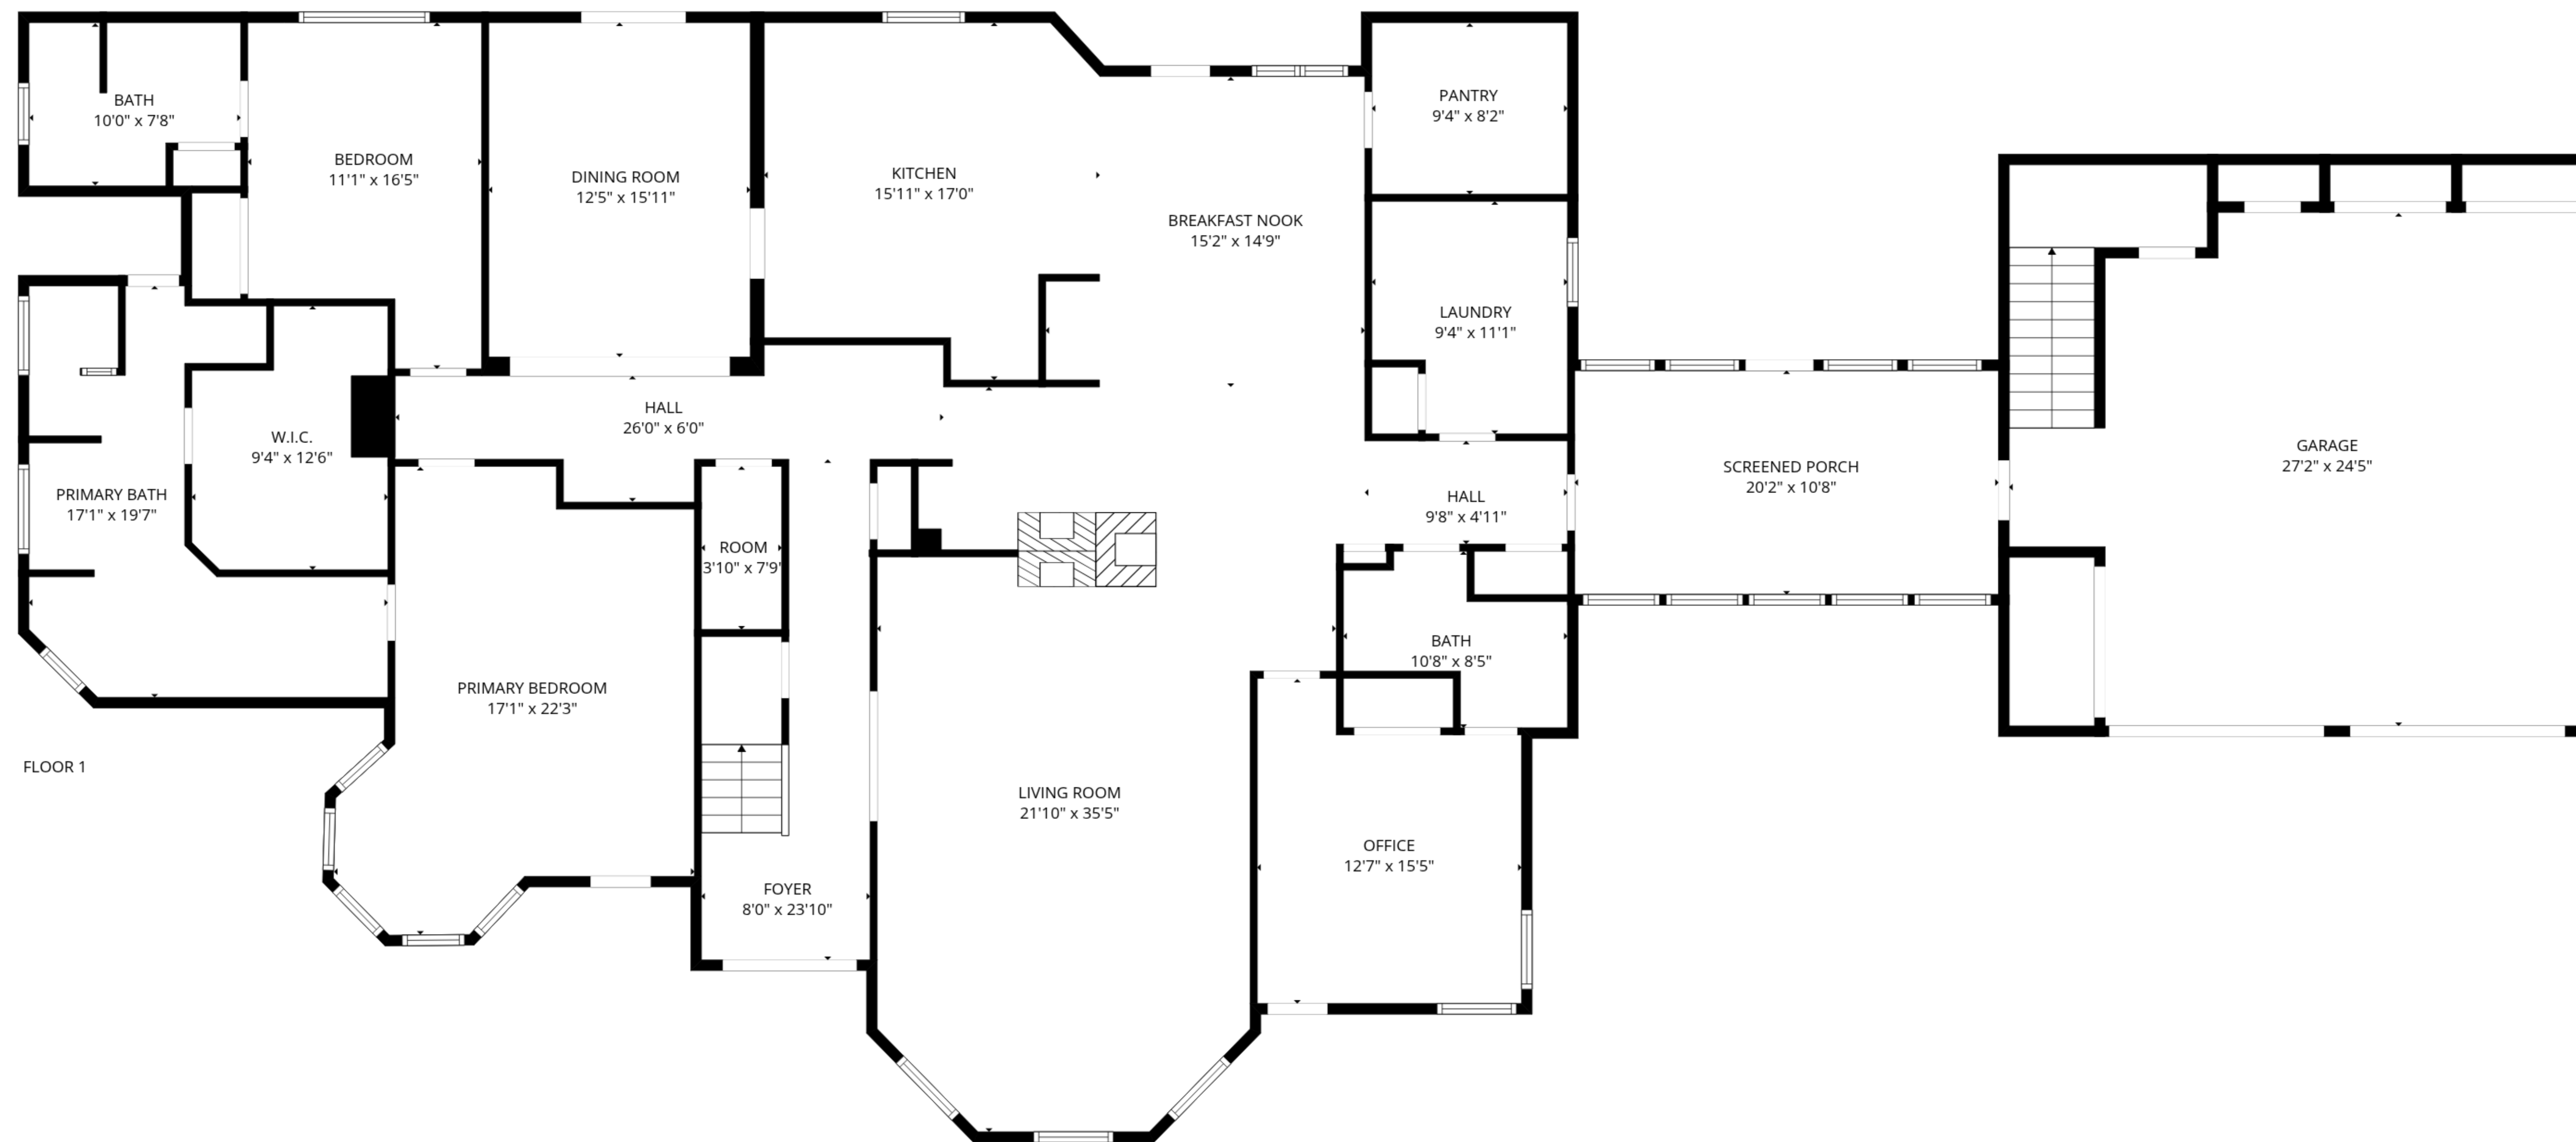 BATH
10'0" x 7'8"
BEDROOM
11'1" x 16'5"
DINING ROOM
12'5" x 15'11"
KITCHEN
15'11" x 17'0"
BREAKFAST NOOK
15'2" x 14'9"
PANTRY
9'4" x 8'2"
LAUNDRY
9'4" x 11'1"
HALL
26'0" x 6'0"
W.I.C.
9'4" x 12'6"
PRIMARY BATH
17'1" x 19'7"
HALL
9'8" x 4'11"
SCREENED PORCH
20'2" x 10'8"
GARAGE
27'2" x 24'5"
ROOM
3'10" x 7'9'
BATH
10'8" x 8'5"
PRIMARY BEDROOM
17'1" x 22'3"
FLOOR 1
LIVING ROOM
21'10" x 35'5"
OFFICE
12'7" x 15'5"
FOYER
8'0" x 23'10"